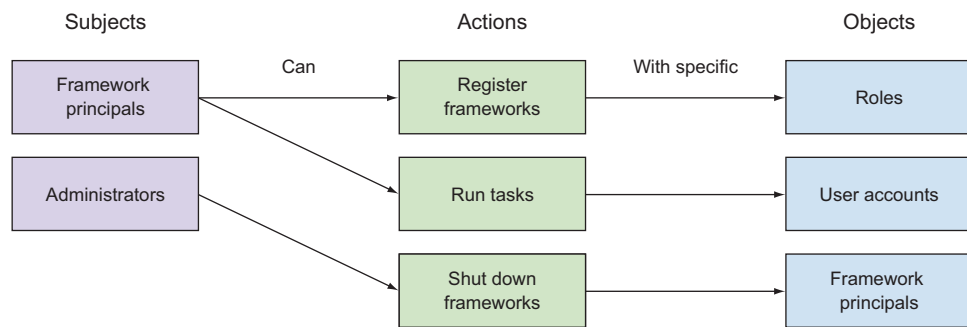 Subjects
Actions
Objects
Framework
principals
Can
Register
frameworks
With specific
Roles
Administrators
Run tasks
User accounts
Shut down
frameworks
Framework
principals